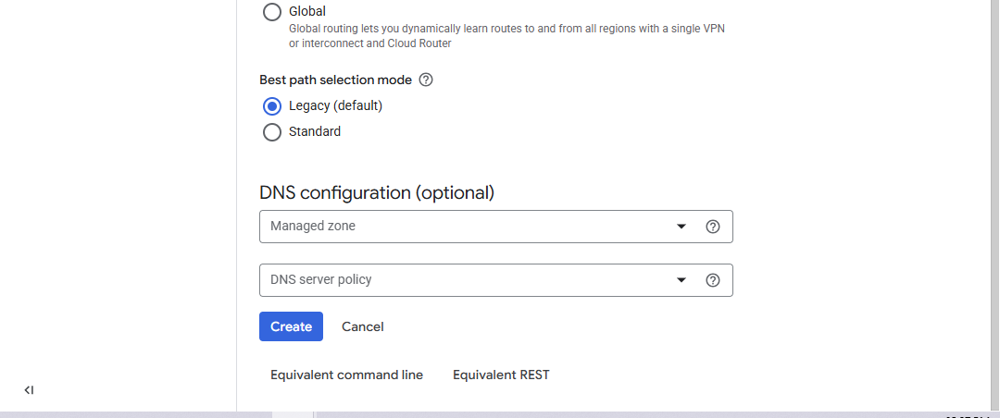 Global
Global routing lets you dynamically learn routes to and from all regions with a single VPN
or interconnect and Cloud Router
Best path selection mode
Legacy (default)
Standard
DNS configuration (optional)
Managed zone
DNS server policy
Create Cancel
Equivalent command line Equivalent REST